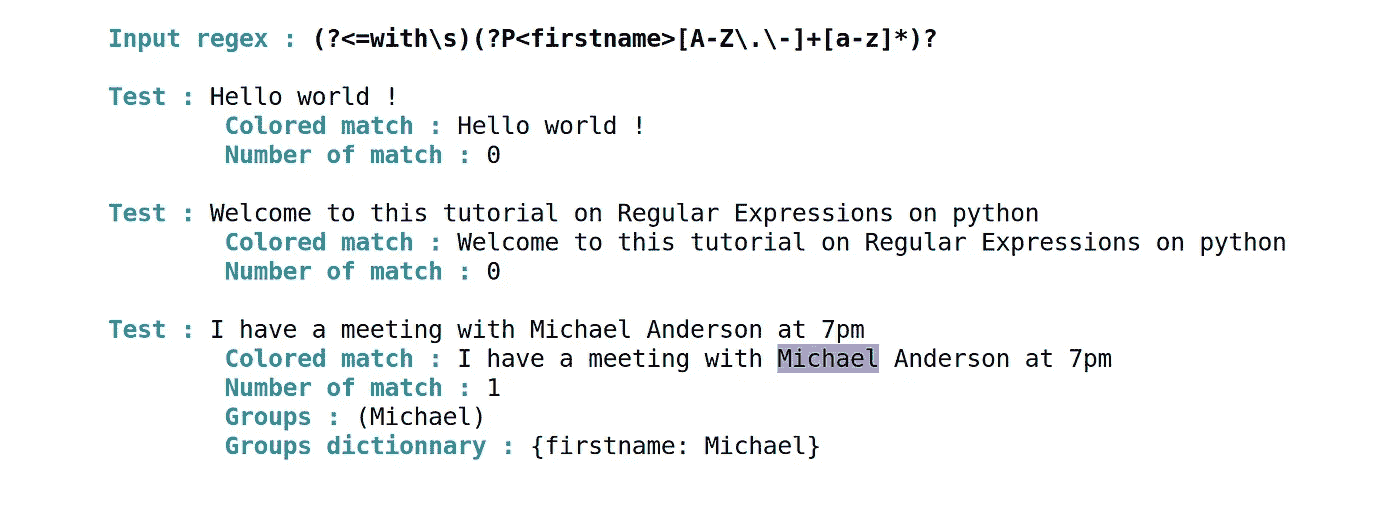 Input regex : (?<=with\s)(?P<firstname>[A-Z\.\-]+[a-z]*)?
Test : Hello world !
Colored match : Hello world !
Number of match : 0
Test : Welcome to this tutorial on Regular Expressions on python
Colored match : Welcome to this tutorial on Regular Expressions on python
Number of match : 0
Test : I have a meeting with Michael Anderson at 7pm
Colored match : I have a meeting with Michael Anderson at 7pm
Number of match : 1
Groups : (Michael)
Groups dictionnary : {firstname: Michael}